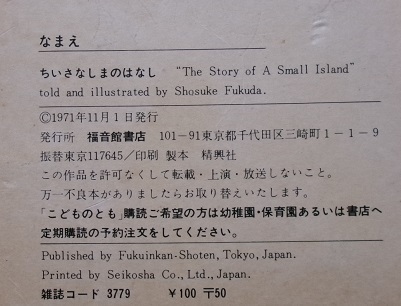 なまえ
ちいさなしまのはなし "The Story of A Small Island"
told and illustrated by Shosuke Fukuda.
©1971年11月1日発行
発行所 福音館書店 101-91東京都千代田区三崎町1-1-9
振替東京117645/印刷 製本 精興社
この作品を許可なくして転載・上演・放送しないこと。
万一不良本がありましたらお取り替えいたします。
「こどものとも」購読ご希望の方は幼稚園・保育園あるいは書店へ
定期購読の予約注文をしてください。
Published by Fukuinkan-Shoten, Tokyo, Japan.
Printed by Seikosha Co., Ltd., Japan.
雑誌コード 3779 ¥100 〒50